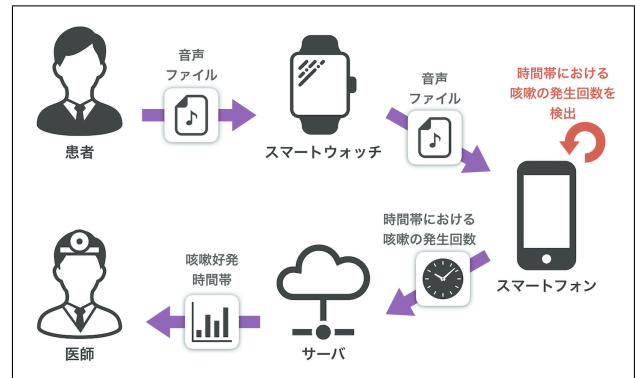 音声
ファイル
患者
スマートウォッチ
音声
ファイル
時間帯における
咳嗽の発生回数を
検出
スマートフォン
時間帯における
咳嗽の発生回数
サーバ
咳嗽好発
時間帯
医師